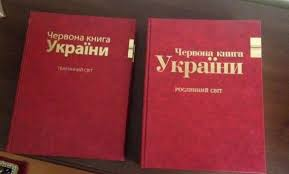 Червона книга
України
ТВАРИННИЙ СВІТ
Червона книга
України
РОСЛИННИЙ СВІТ